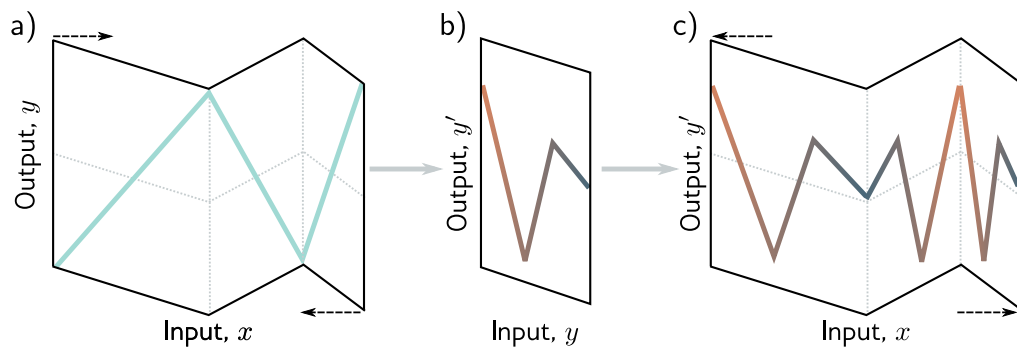 a)
Output, y
Input, x
b)
Output, y′
Input, y
c)
Output, y′
Input, x